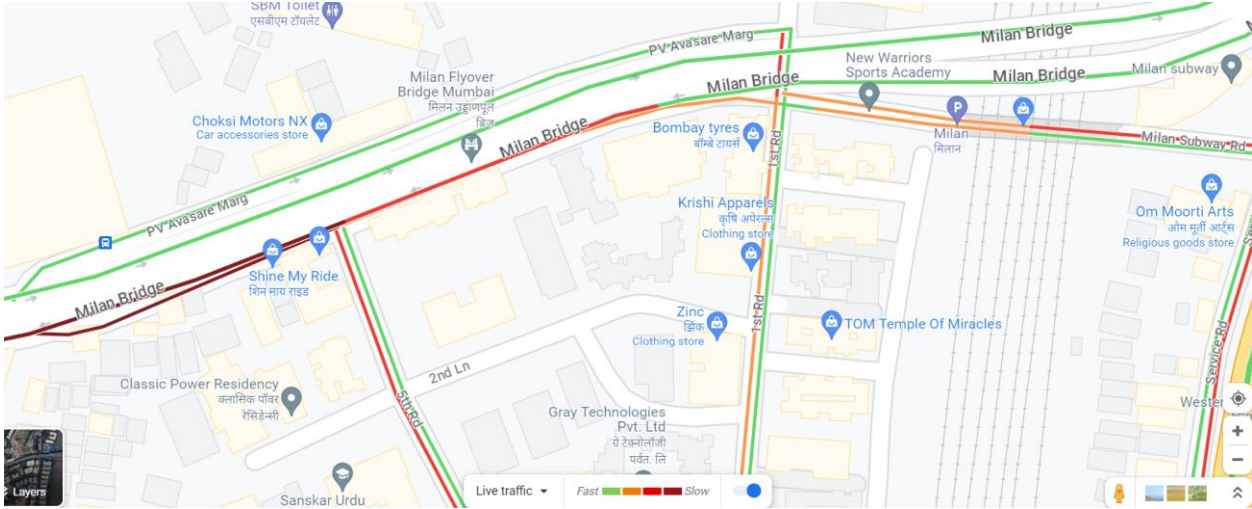 SBM Toilet
एसबीएम टॉयलेट
PV Avasare Marg
Milan Bridge
New Warriors
Sports Academy
Milan Bridge
Milan Bridge
Milan subway
Milan Flyover
Bridge Mumbai
मिलन उड्डाणपूल
ब्रिज
Choksi Motors NX
Car accessories store
Milan Bridge
Bombay tyres
बॉम्बे टायर्स
1st Rd
P
Milan
मिलान
Milan Subway Rd
PV Avasare Marg
Krishi Apparels
कृषि अपेरल्स
Clothing store
Om Moorti Arts
ओम मूर्ती आर्ट्स
Religious goods store
Shine My Ride
शिन माय राइड
Milan Bridge
Zinc
झिंक
Clothing store
1st Rd
TOM Temple Of Miracles
Service Rd
2nd Ln
Classic Power Residency
क्लासिक पॉवर
रेसिडेन्सी
5th Rd
Gray Technologies
Pvt. Ltd
ग्रे टेक्नोलॉजी
पर्वत. लि
Wester
Layers
Sanskar Urdu
Live traffic
Fast
Slow